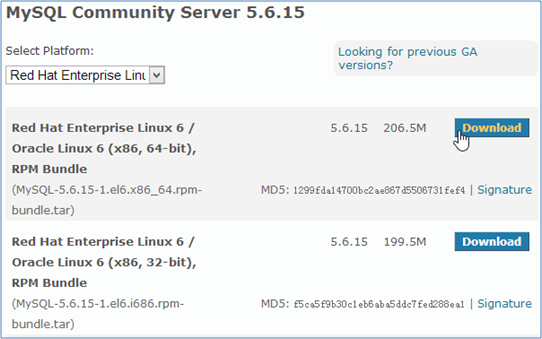 MySQL Community Server 5.6.15
Select Platform:
Looking for previous GA
versions?
Red Hat Enterprise Linu
Red Hat Enterprise Linux 6 / 5.6.15 206.5M Download
Oracle Linux 6 (x86, 64-bit),
RPM Bundle
(MySQL-5.6.15-1.el6.x86_64.rpm- MD5: 1299fda14700bc2ae867d5506731fef4 | Signature
bundle.tar)
Red Hat Enterprise Linux 6 / 5.6.15 199.5M Download
Oracle Linux 6 (x86, 32-bit),
RPM Bundle
(MySQL-5.6.15-1.el6.i686.rpm- MD5: f5ca5f9b30c1eb6aba5ddc7fed288ea1 | Signature
bundle.tar)